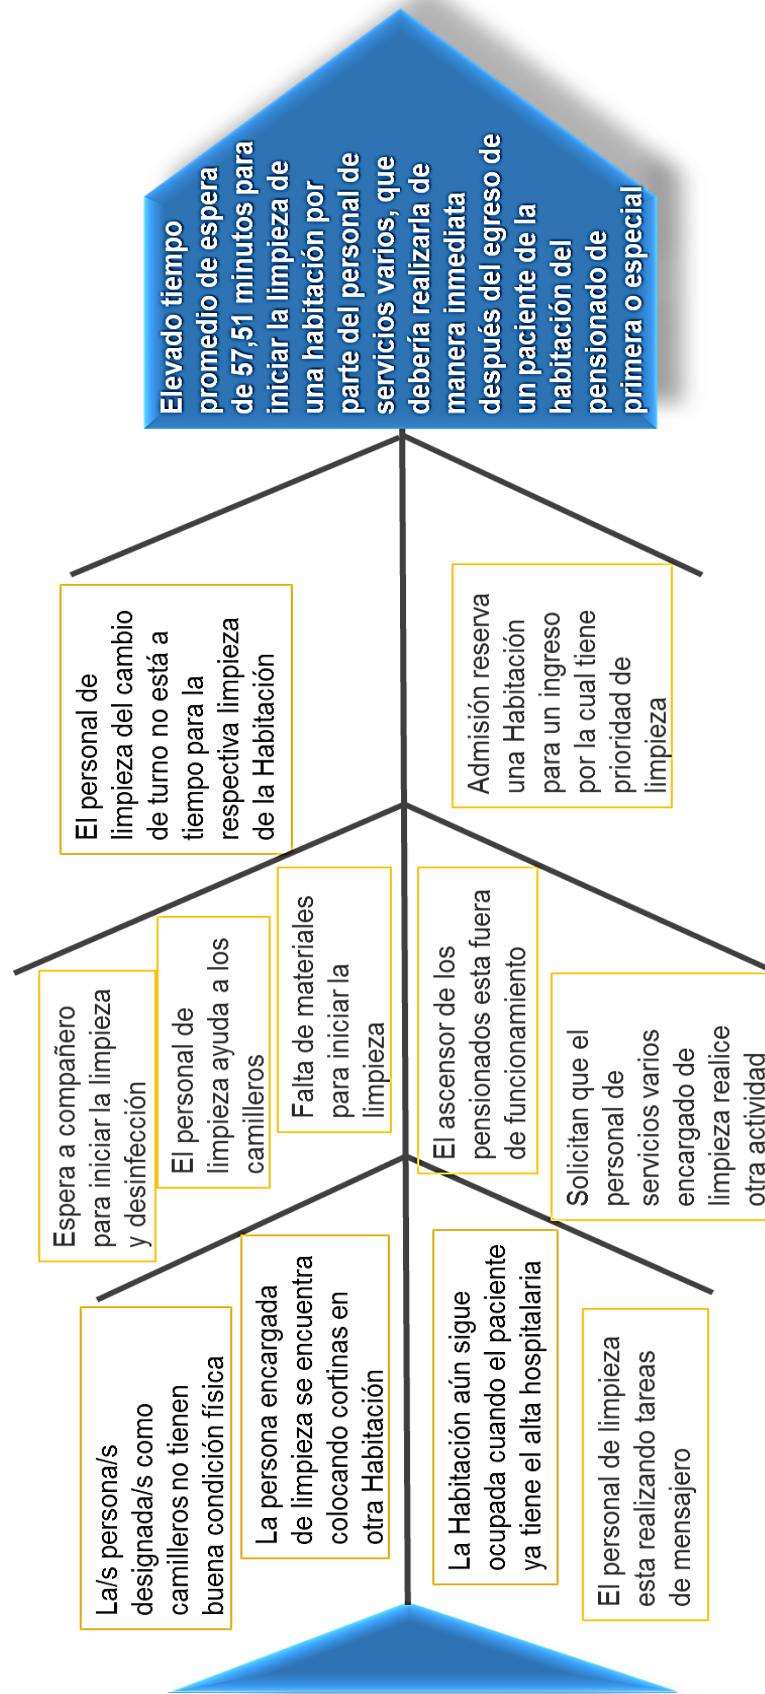 La/s persona/s
designada/s como
camilleros no tienen
buena condición física
La persona encargada
de limpieza se encuentra
colocando cortinas en
otra Habitación
Espera a compañero
para iniciar la limpieza
y desinfección
El personal de
limpieza ayuda a los
camilleros
Falta de materiales
para iniciar la
limpieza
El personal de
limpieza del cambio
de turno no está a
tiempo para la
respectiva limpieza
de la Habitación
La Habitación aún sigue
ocupada cuando el paciente
ya tiene el alta hospitalaria
El personal de limpieza
esta realizando tareas
de mensajero
El ascensor de los
pensionados esta fuera
de funcionamiento
Solicitan que el
personal de
servicios varios
encargado de
limpieza realice
otra actividad
Admisión reserva
una Habitación
para un ingreso
por la cual tiene
prioridad de
limpieza
Elevado tiempo
promedio de espera
de 57,51 minutos para
iniciar la limpieza de
una habitación por
parte del personal de
servicios varios, que
debería realizarla de
manera inmediata
después del egreso de
un paciente de la
habitación del
pensionado de
primera o especial